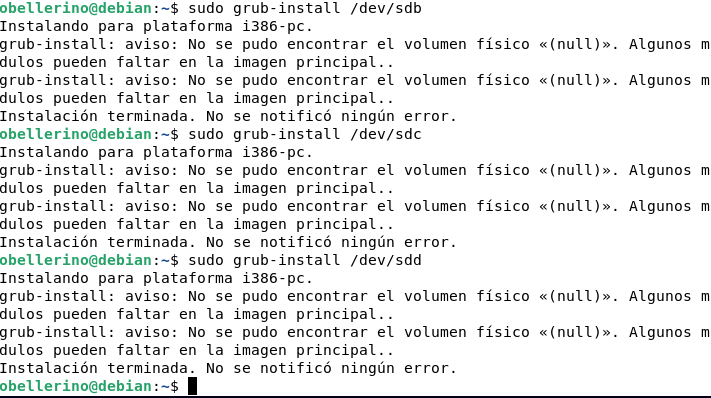 obellerino@debian:~$ sudo grub-install /dev/sdb
Instalando para plataforma i386-pc.
grub-install: aviso: No se pudo encontrar el volumen físico «(null)». Algunos m
dulos pueden faltar en la imagen principal..
grub-install: aviso: No se pudo encontrar el volumen físico «(null)». Algunos m
dulos pueden faltar en la imagen principal..
Instalación terminada. No se notificó ningún error.
obellerino@debian:~$ sudo grub-install /dev/sdc
Instalando para plataforma i386-pc.
grub-install: aviso: No se pudo encontrar el volumen físico «(null)». Algunos m
dulos pueden faltar en la imagen principal..
grub-install: aviso: No se pudo encontrar el volumen físico «(null)». Algunos m
dulos pueden faltar en la imagen principal..
Instalación terminada. No se notificó ningún error.
obellerino@debian:~$ sudo grub-install /dev/sdd
Instalando para plataforma i386-pc.
grub-install: aviso: No se pudo encontrar el volumen físico «(null)». Algunos m
dulos pueden faltar en la imagen principal..
grub-install: aviso: No se pudo encontrar el volumen físico «(null)». Algunos m
dulos pueden faltar en la imagen principal..
Instalación terminada. No se notificó ningún error.
obellerino@debian:~$